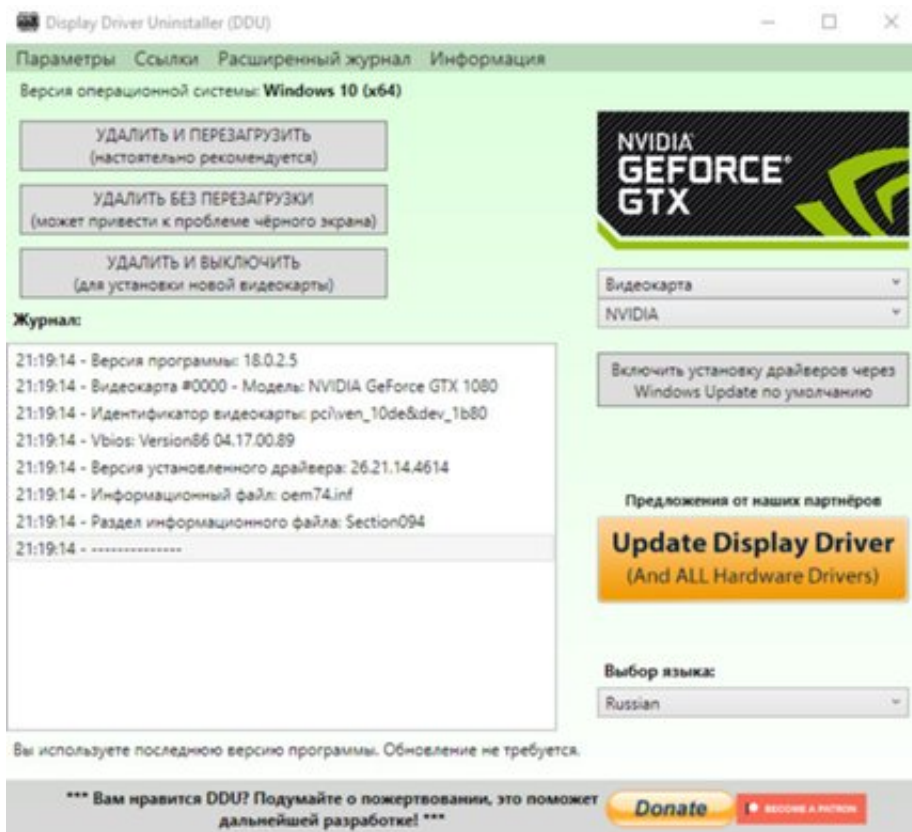 Display Driver Uninstaller (DDU)
Параметры Ссылки Расширенный журнал Информация
Версия операционной системы: Windows 10 (x64)
УДАЛИТЬ И ПЕРЕЗАГРУЗИТЬ
(настоятельно рекомендуется)
УДАЛИТЬ БЕЗ ПЕРЕЗАГРУЗКИ
(может привести к проблеме чёрного экрана)
УДАЛИТЬ И ВЫКЛЮЧИТЬ
(для установки новой видеокарты)
NVIDIA
GEFORCE®
GTX
Видеокарта
NVIDIA
Журнал:
21:19:14 - Версия программы: 18.0.2.5
21:19:14 - Видеокарта #0000 - Модель: NVIDIA GeForce GTX 1080
21:19:14 - Идентификатор видеокарты: pci\ven_10de&dev_1b80
21:19:14 - Vbios: Version86 04.17.00.89
21:19:14 - Версия установленного драйвера: 26.21.14.4614
21:19:14 - Информационный файл: oem74.inf
21:19:14 - Раздел информационного файла: Section094
21:19:14 - --------------
Включить установку драйверов через
Windows Update по умолчанию
Предложения от наших партнёров
Update Display Driver
(And ALL Hardware Drivers)
Выбор языка:
Russian
Вы используете последнюю версию программы. Обновление не требуется.
*** Вам нравится DDU? Подумайте о пожертвовании, это поможет
дальнейшей разработке! ***
Donate
BECOME A PATRON